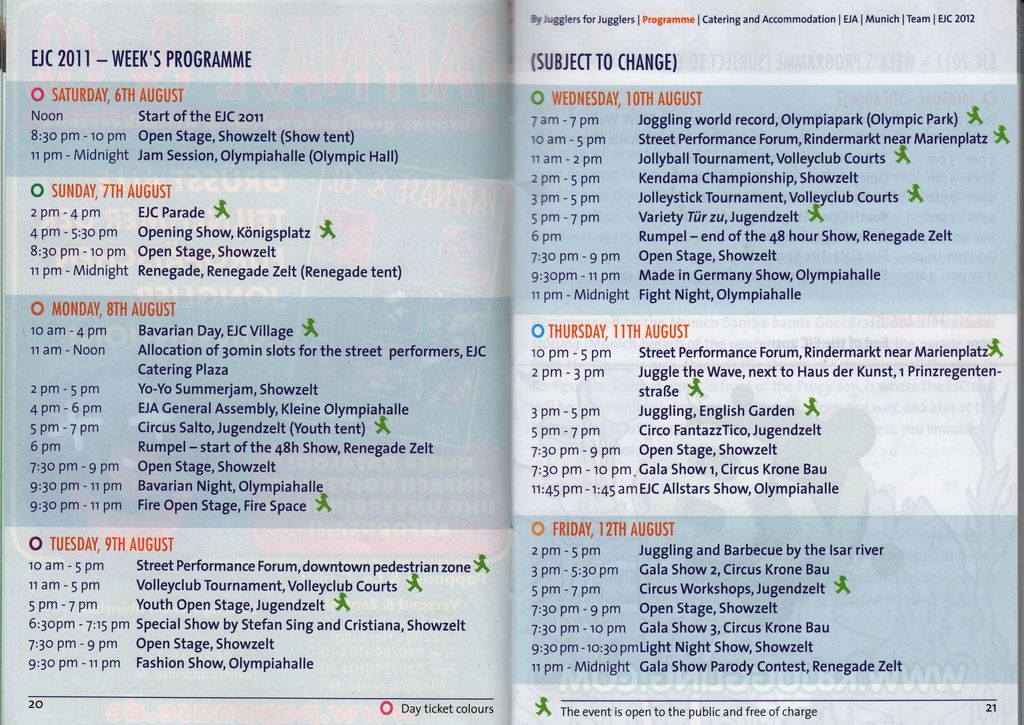 EJC 2011 – WEEK'S PROGRAMME
SATURDAY, 6TH AUGUST
Noon Start of the EJC 2011
8:30 pm - 10 pm Open Stage, Showzelt (Show tent)
11 pm - Midnight Jam Session, Olympiahalle (Olympic Hall)
SUNDAY, 7TH AUGUST
2 pm - 4 pm EJC Parade
4 pm - 5:30 pm Opening Show, Königsplatz
8:30 pm - 10 pm Open Stage, Showzelt
11 pm - Midnight Renegade, Renegade Zelt (Renegade tent)
MONDAY, 8TH AUGUST
10 am - 4 pm Bavarian Day, EJC Village
11 am - Noon Allocation of 30min slots for the street performers, EJC
Catering Plaza
2 pm - 5 pm Yo-Yo Summerjam, Showzelt
4 pm - 6 pm EJA General Assembly, Kleine Olympiahalle
5 pm - 7 pm Circus Salto, Jugendzelt (Youth tent)
6 pm Rumpel – start of the 48h Show, Renegade Zelt
7:30 pm - 9 pm Open Stage, Showzelt
9:30 pm - 11 pm Bavarian Night, Olympiahalle
9:30 pm - 11 pm Fire Open Stage, Fire Space
TUESDAY, 9TH AUGUST
10 am - 5 pm Street Performance Forum, downtown pedestrian zone
11 am - 5 pm Volleyclub Tournament, Volleyclub Courts
5 pm - 7 pm Youth Open Stage, Jugendzelt
6:30pm - 7:15 pm Special Show by Stefan Sing and Cristiana, Showzelt
7:30 pm - 9 pm Open Stage, Showzelt
9:30 pm - 11 pm Fashion Show, Olympiahalle
20
Day ticket colours
By Jugglers for Jugglers | Programme | Catering and Accommodation | EJA | Munich | Team | EJC 2012
(SUBJECT TO CHANGE)
WEDNESDAY, 10TH AUGUST
7 am - 7 pm Joggling world record, Olympiapark (Olympic Park)
10 am - 5 pm Street Performance Forum, Rindermarkt near Marienplatz
11 am - 2 pm Jollyball Tournament, Volleyclub Courts
2 pm - 5 pm Kendama Championship, Showzelt
3 pm - 5 pm Jolleystick Tournament, Volleyclub Courts
5 pm - 7 pm Variety Tür zu, Jugendzelt
6 pm Rumpel – end of the 48 hour Show, Renegade Zelt
7:30 pm - 9 pm Open Stage, Showzelt
9:30pm - 11 pm Made in Germany Show, Olympiahalle
11 pm - Midnight Fight Night, Olympiahalle
THURSDAY, 11TH AUGUST
10 pm - 5 pm Street Performance Forum, Rindermarkt near Marienplatz
2 pm - 3 pm Juggle the Wave, next to Haus der Kunst, 1 Prinzregenten-
straße
3 pm - 5 pm Juggling, English Garden
5 pm - 7 pm Circo FantazzTico, Jugendzelt
7:30 pm - 9 pm Open Stage, Showzelt
7:30 pm - 10 pm Gala Show 1, Circus Krone Bau
11:45 pm - 1:45 am EJC Allstars Show, Olympiahalle
FRIDAY, 12TH AUGUST
2 pm - 5 pm Juggling and Barbecue by the Isar river
3 pm - 5:30 pm Gala Show 2, Circus Krone Bau
5 pm - 7 pm Circus Workshops, Jugendzelt
7:30 pm - 9 pm Open Stage, Showzelt
7:30 pm - 10 pm Gala Show 3, Circus Krone Bau
9:30 pm - 10:30 pm Light Night Show, Showzelt
11 pm - Midnight Gala Show Parody Contest, Renegade Zelt
The event is open to the public and free of charge
21